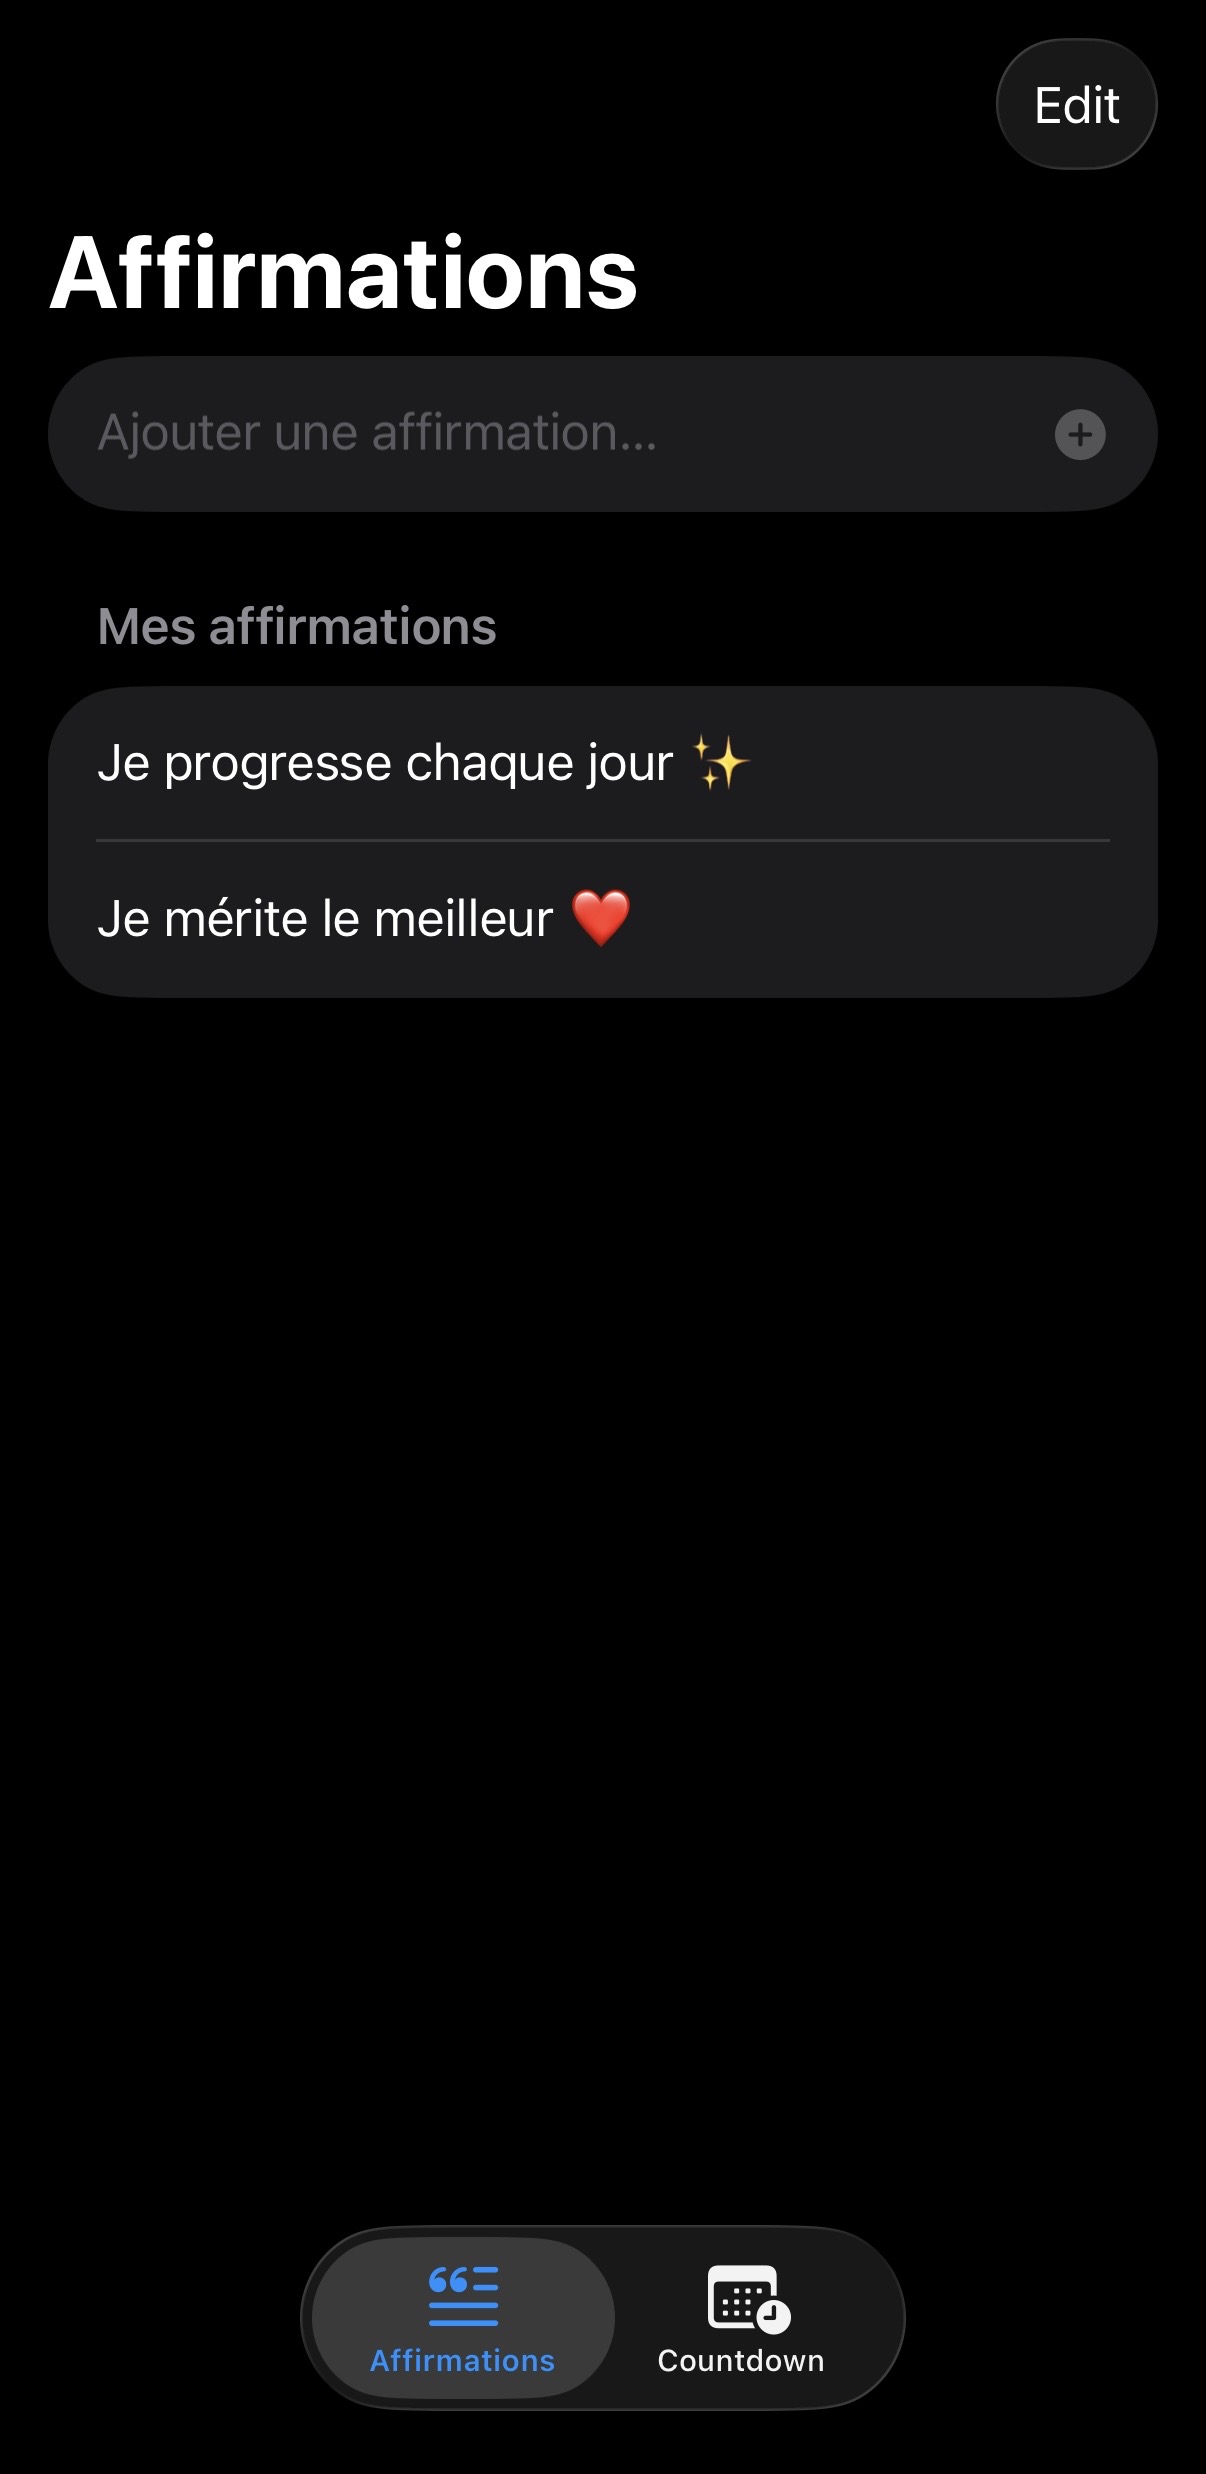 Edit
Affirmations
Ajouter une affirmation...
Mes affirmations
Je progresse chaque jour ✨
Je mérite le meilleur ❤️
Affirmations
Countdown